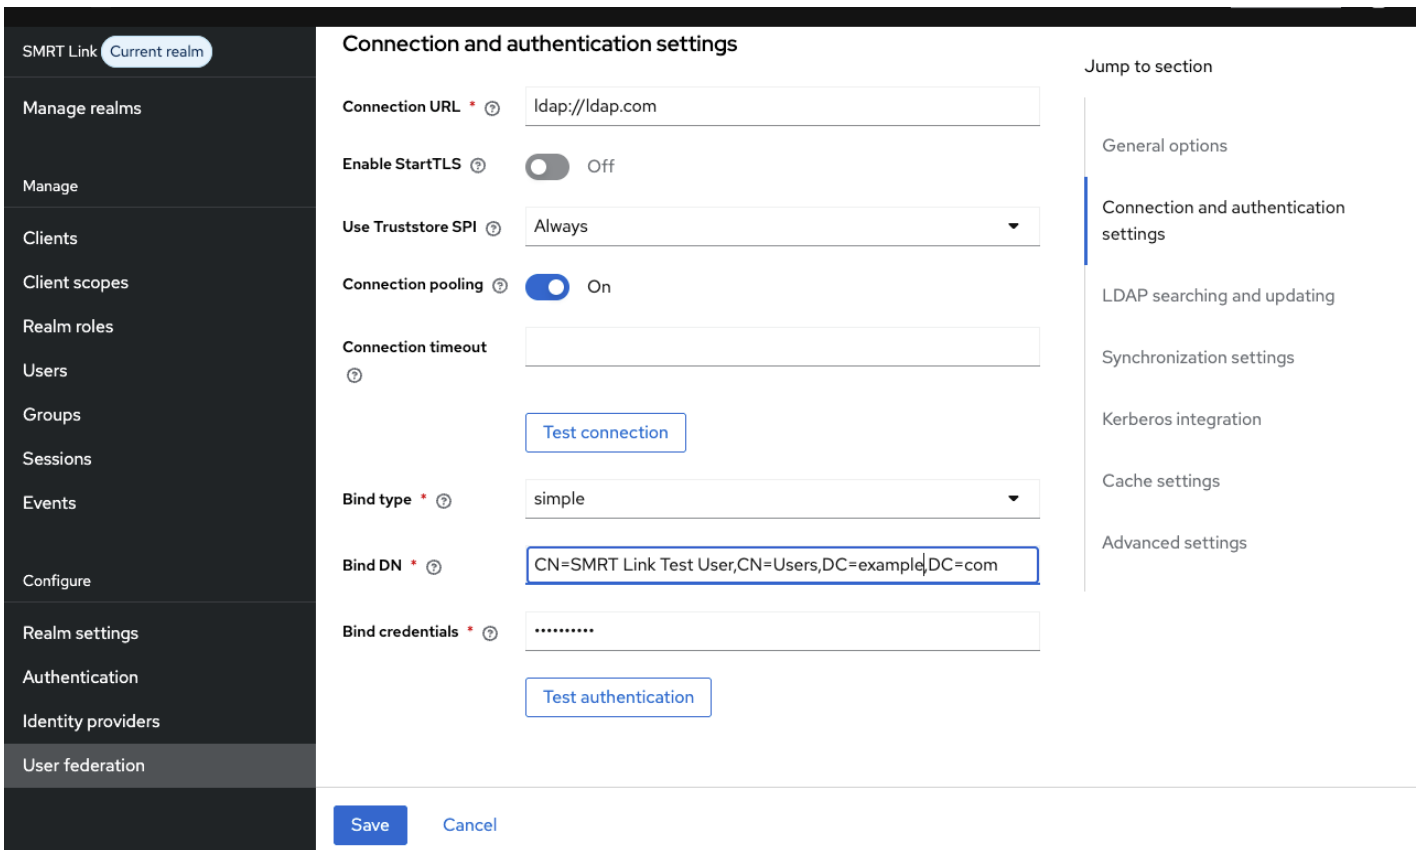 SMRT Link Current realm
Manage realms
Manage
Clients
Client scopes
Realm roles
Users
Groups
Sessions
Events
Configure
Realm settings
Authentication
Identity providers
User federation
Connection and authentication settings
Connection URL * ldap://ldap.com
Enable StartTLS Off
Use Truststore SPI Always
Connection pooling On
Connection timeout
Test connection
Bind type * simple
Bind DN * CN=SMRT Link Test User,CN=Users,DC=example,DC=com
Bind credentials * ••••••••••
Test authentication
Save Cancel
Jump to section
General options
Connection and authentication
settings
LDAP searching and updating
Synchronization settings
Kerberos integration
Cache settings
Advanced settings